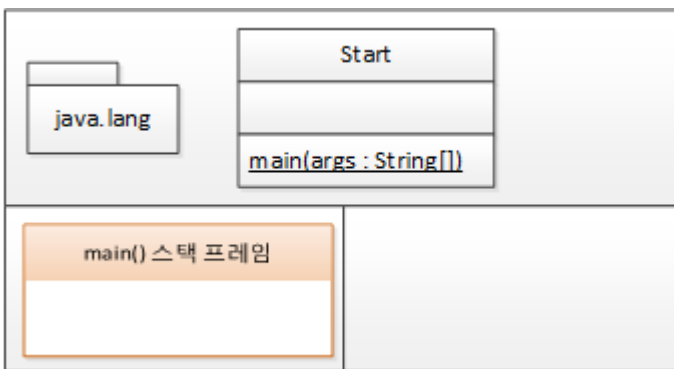 Start
java.lang
main(args : String[])
main() 스택 프레임